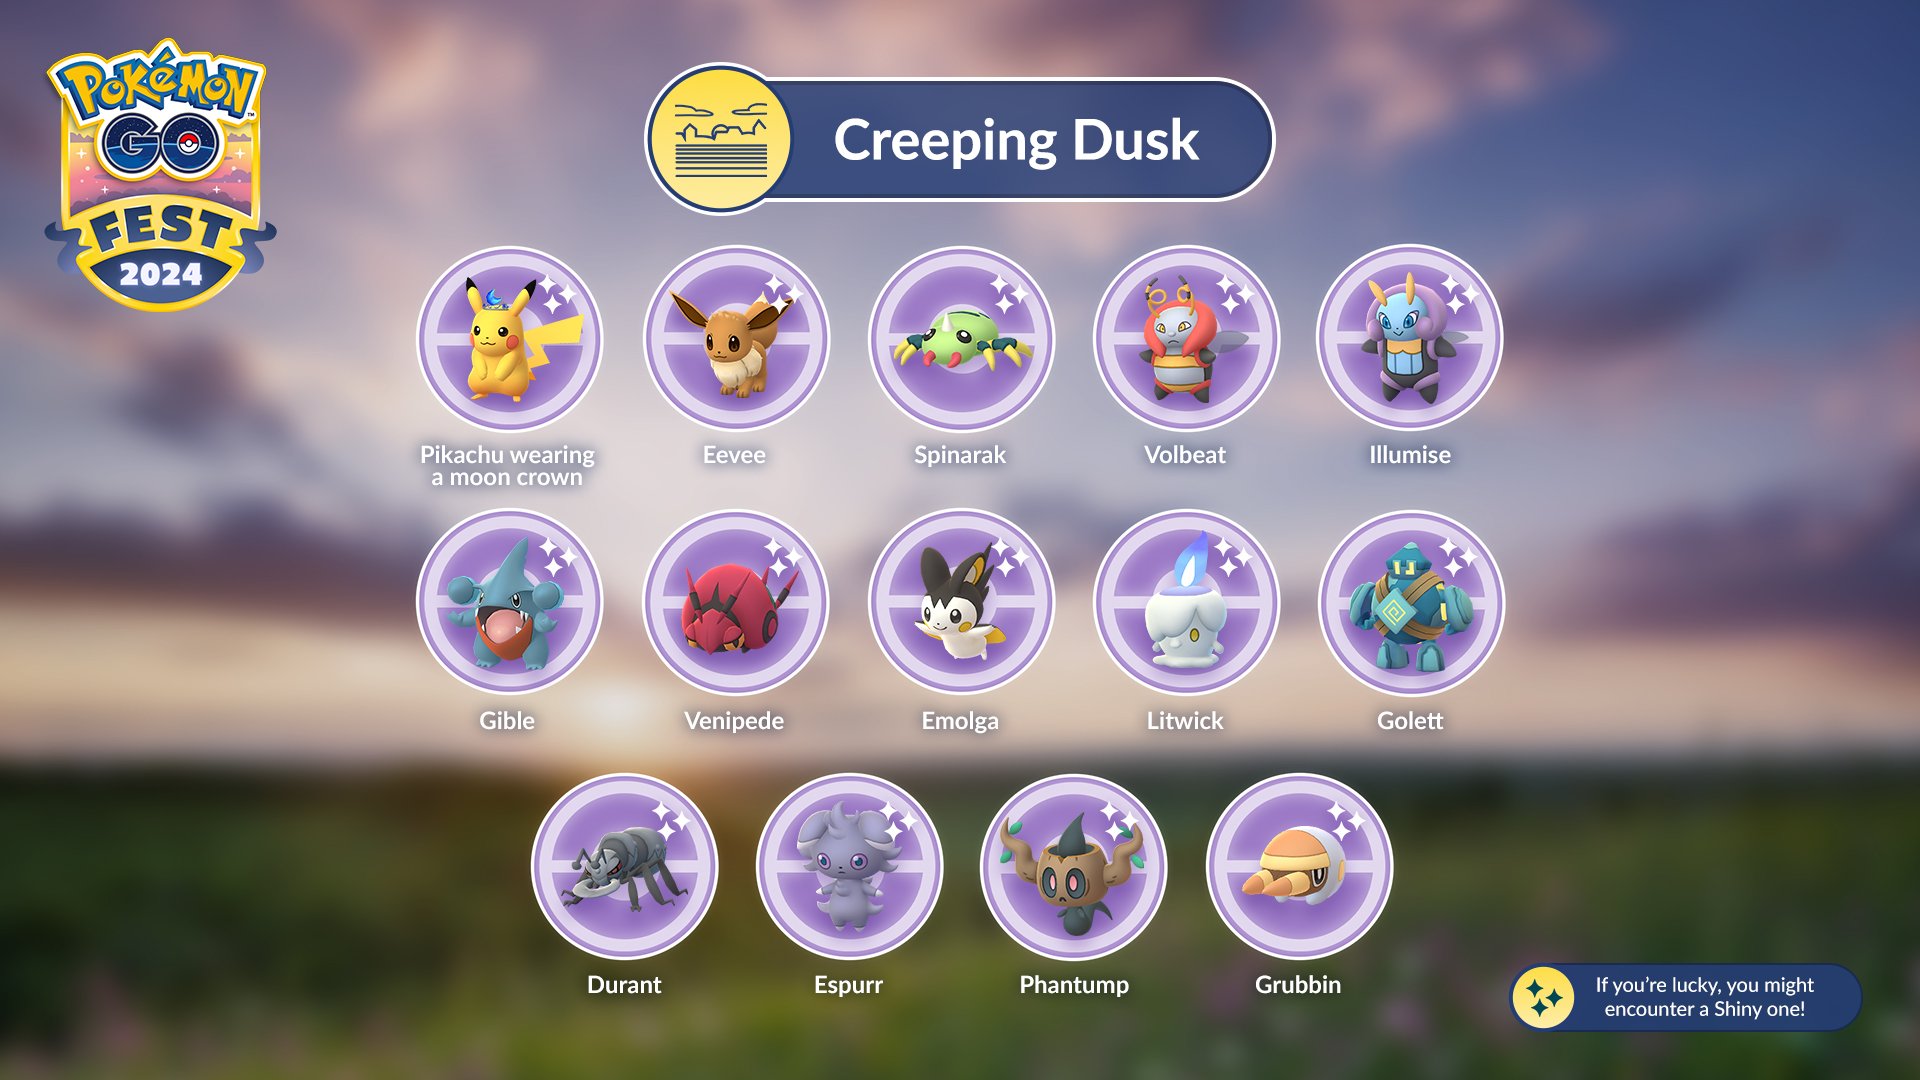 POKéMON
GO
FEST
2024
Creeping Dusk
Pikachu wearing
a moon crown
Eevee
Spinarak
Volbeat
Illumise
Gible
Venipede
Emolga
Litwick
Golett
Durant
Espurr
Phantump
Grubbin
If you're lucky, you might
encounter a Shiny one!